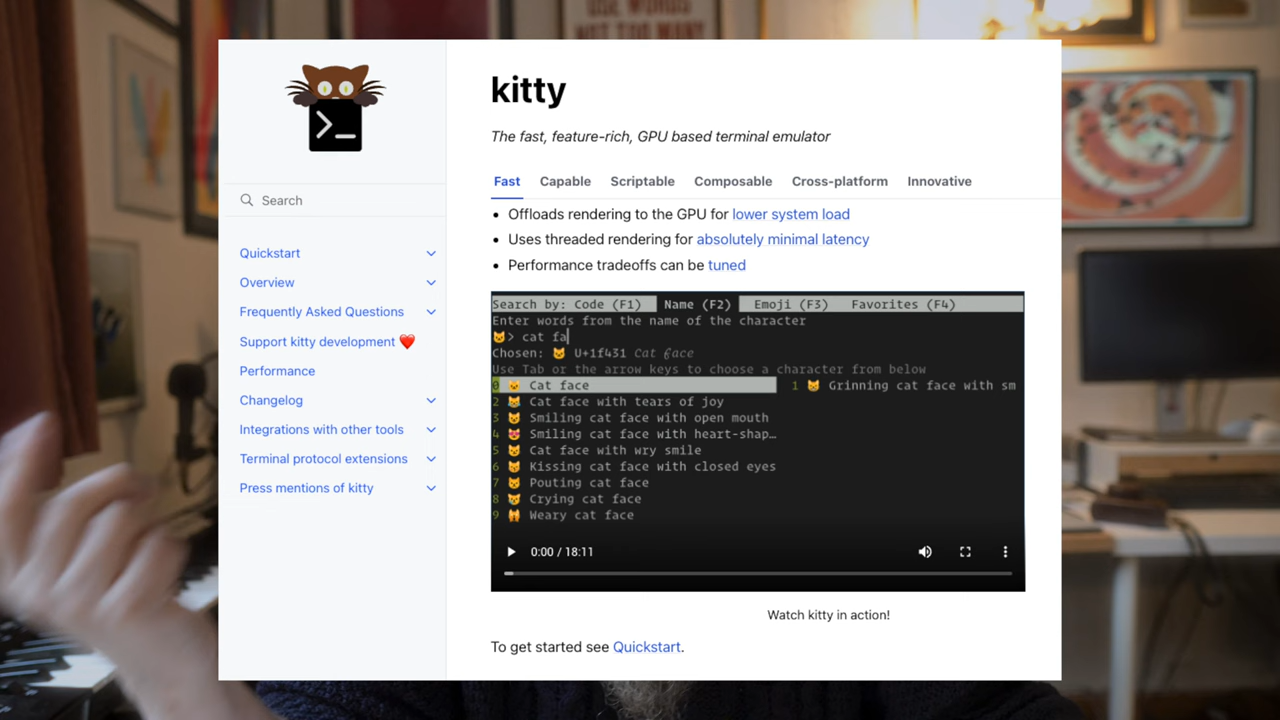 USE WORDS
NOT TOO MANY
>_
Search
Quickstart
Overview
Frequently Asked Questions
Support kitty development ❤️
Performance
Changelog
Integrations with other tools
Terminal protocol extensions
Press mentions of kitty
kitty
The fast, feature-rich, GPU based terminal emulator
Fast Capable Scriptable Composable Cross-platform Innovative
• Offloads rendering to the GPU for lower system load
• Uses threaded rendering for absolutely minimal latency
• Performance tradeoffs can be tuned
Search by: Code (F1) Name (F2) Emoji (F3) Favorites (F4)
Enter words from the name of the character
🐱> cat fa
Chosen: 🐱 U+1f431 Cat face
Use Tab or the arrow keys to choose a character from below
0 🐱 Cat face 1 😸 Grinning cat face with sm
2 😹 Cat face with tears of joy
3 😺 Smiling cat face with open mouth
4 😻 Smiling cat face with heart-shap…
5 😼 Cat face with wry smile
6 😽 Kissing cat face with closed eyes
7 😾 Pouting cat face
8 😿 Crying cat face
9 🙀 Weary cat face
0:00 / 18:11
Watch kitty in action!
To get started see Quickstart.